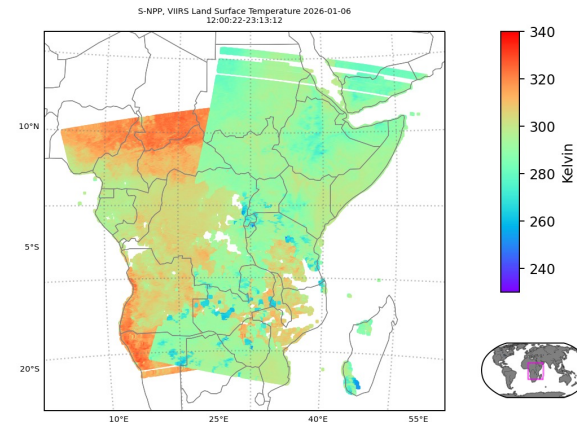 S-NPP, VIIRS Land Surface Temperature 2026-01-06
12:00:22-23:13:12
10°N
5°S
20°S
10°E
25°E
40°E
55°E
340
320
300
280
260
240
Kelvin